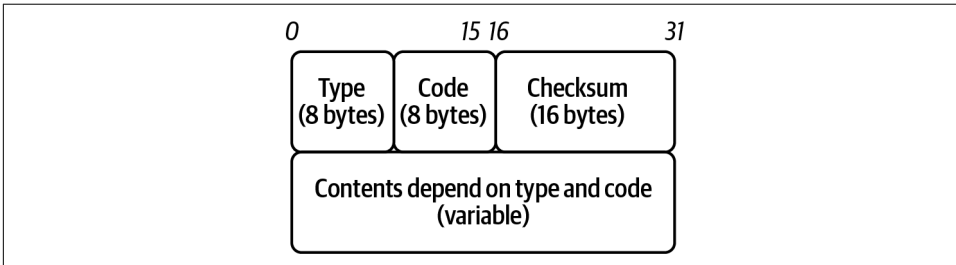 0 15 16 31
Type Code Checksum
(8 bytes) (8 bytes) (16 bytes)
Contents depend on type and code
(variable)